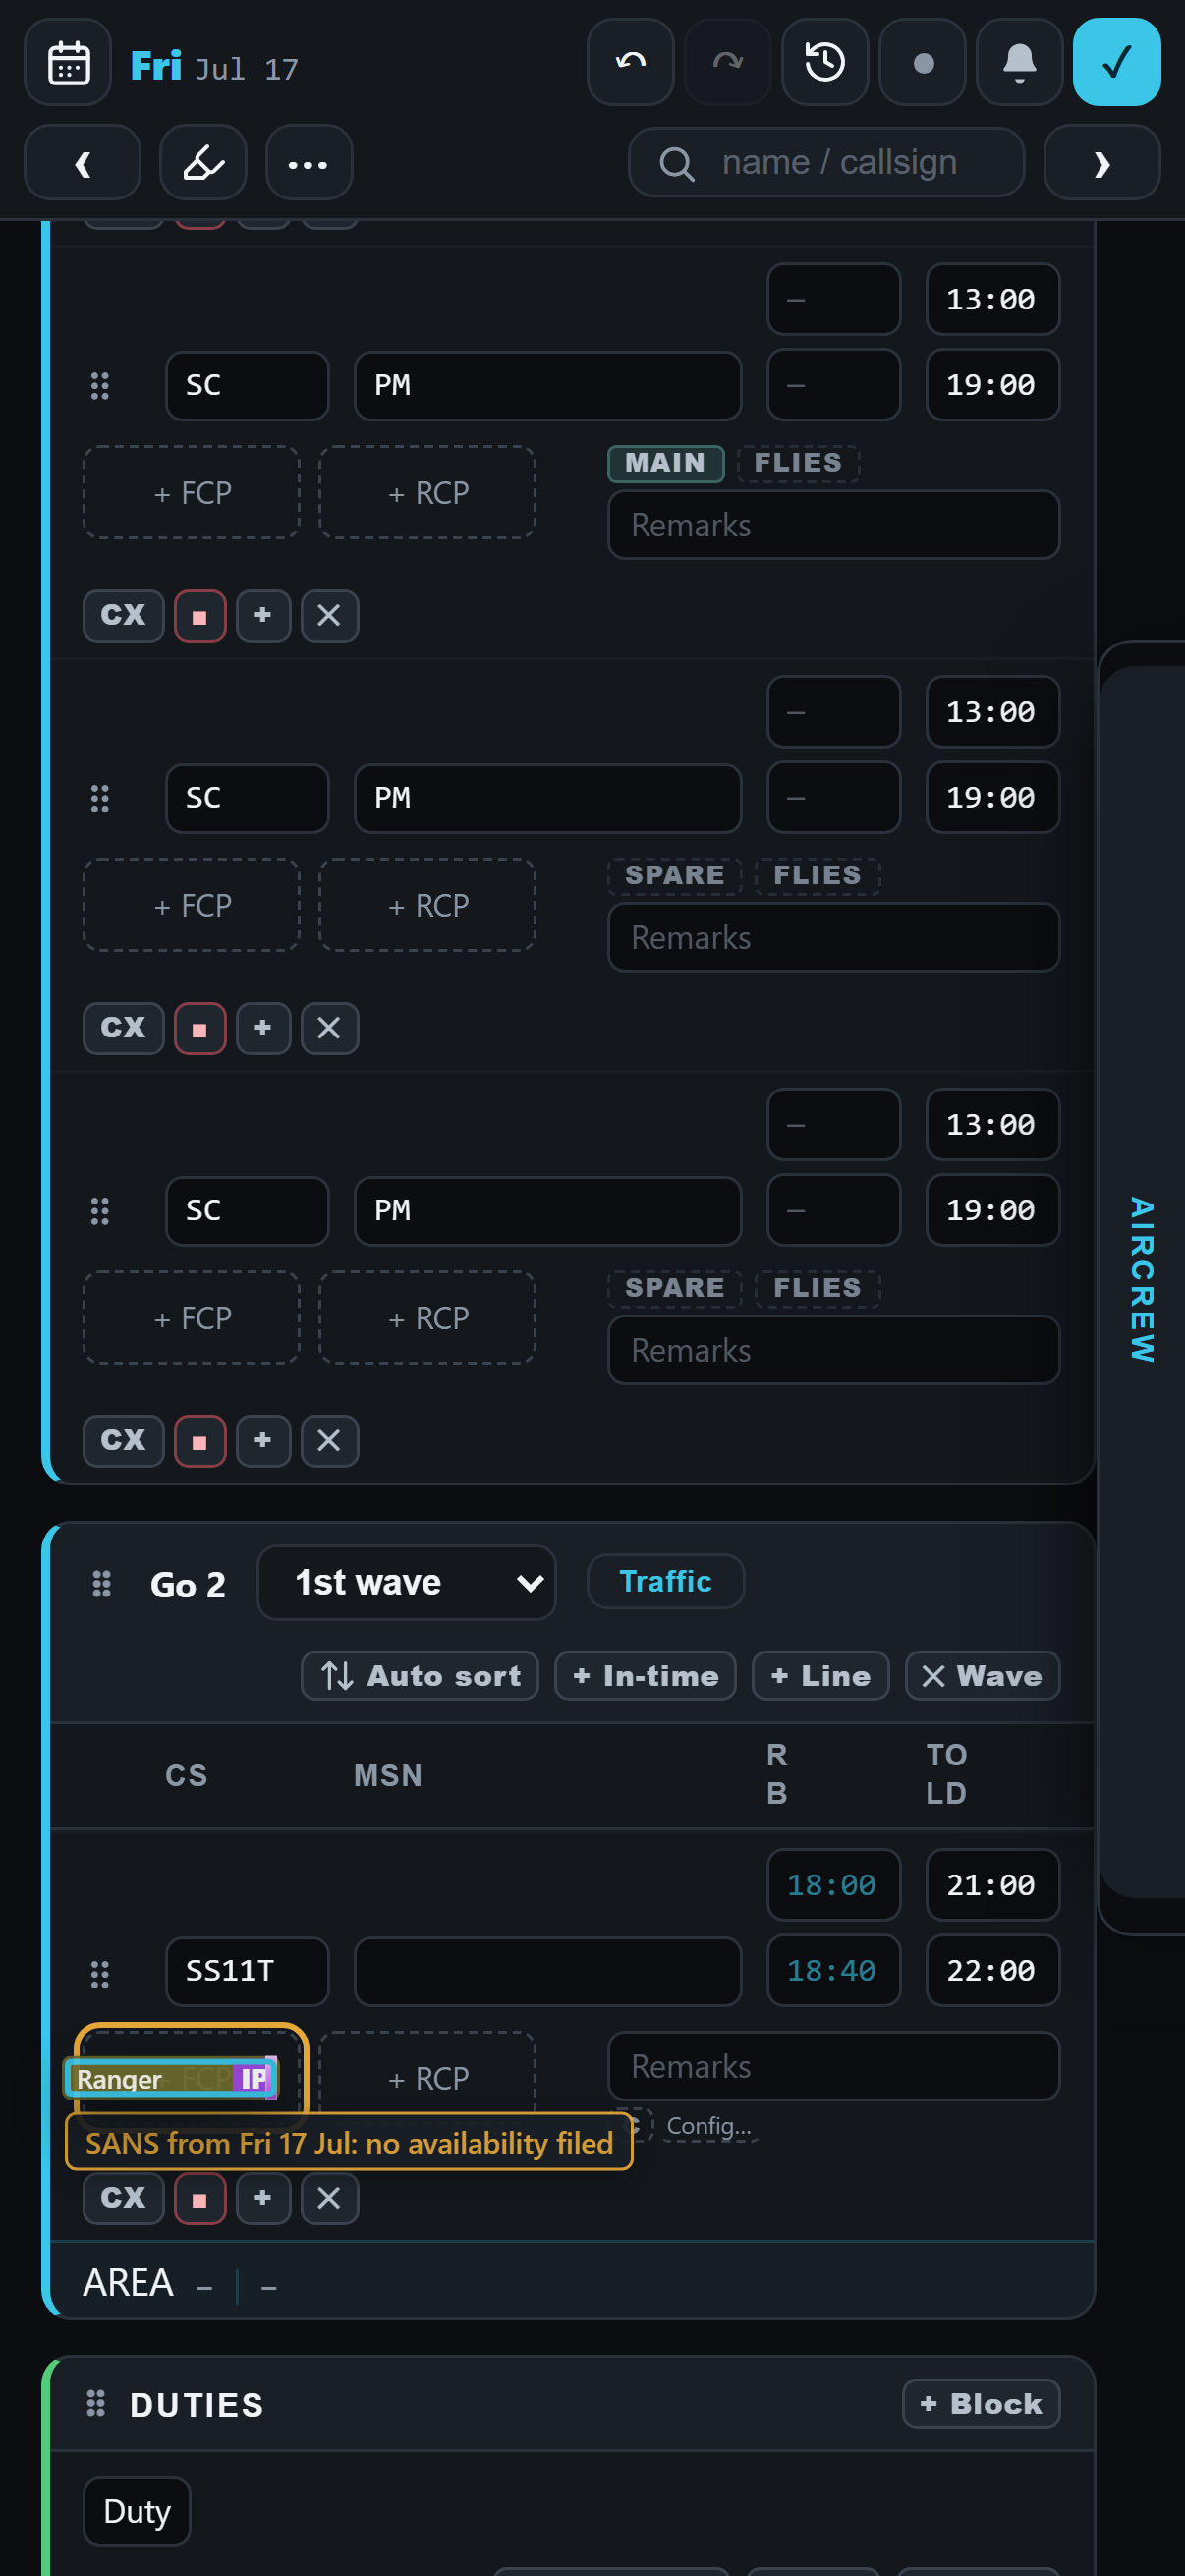 Fri Jul 17
name / callsign
– 13:00
SC PM – 19:00
+ FCP + RCP MAIN FLIES
Remarks
CX + ×
– 13:00
SC PM – 19:00
+ FCP + RCP SPARE FLIES
Remarks
CX + ×
– 13:00
SC PM – 19:00
+ FCP + RCP SPARE FLIES
Remarks
CX + ×
AIRCREW
Go 2 1st wave Traffic
Auto sort + In-time + Line × Wave
CS MSN R TO
B LD
18:00 21:00
SS11T 18:40 22:00
Ranger FCP IP + RCP Remarks
Config...
SANS from Fri 17 Jul: no availability filed
CX + ×
AREA – | –
DUTIES + Block
Duty